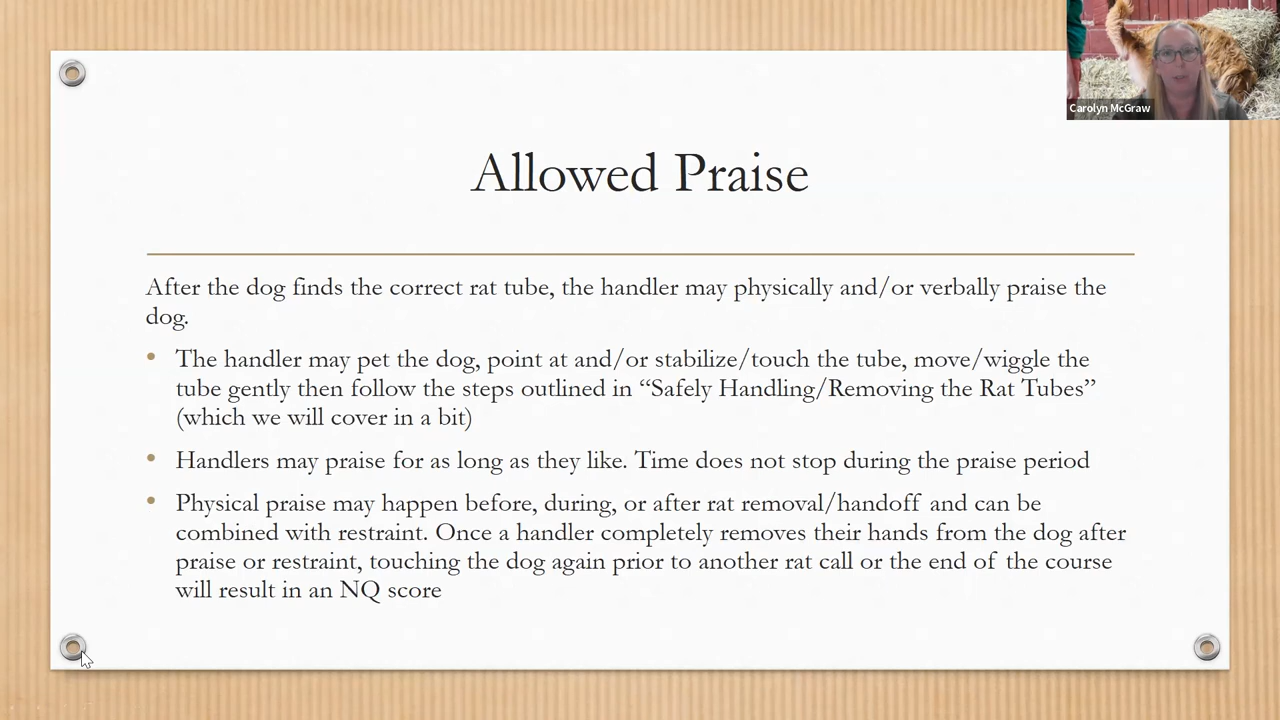 Carolyn McGraw
Allowed Praise
After the dog finds the correct rat tube, the handler may physically and/or verbally praise the
dog.
• The handler may pet the dog, point at and/or stabilize/touch the tube, move/wiggle the
tube gently then follow the steps outlined in “Safely Handling/Removing the Rat Tubes”
(which we will cover in a bit)
• Handlers may praise for as long as they like. Time does not stop during the praise period
• Physical praise may happen before, during, or after rat removal/handoff and can be
combined with restraint. Once a handler completely removes their hands from the dog after
praise or restraint, touching the dog again prior to another rat call or the end of the course
will result in an NQ score